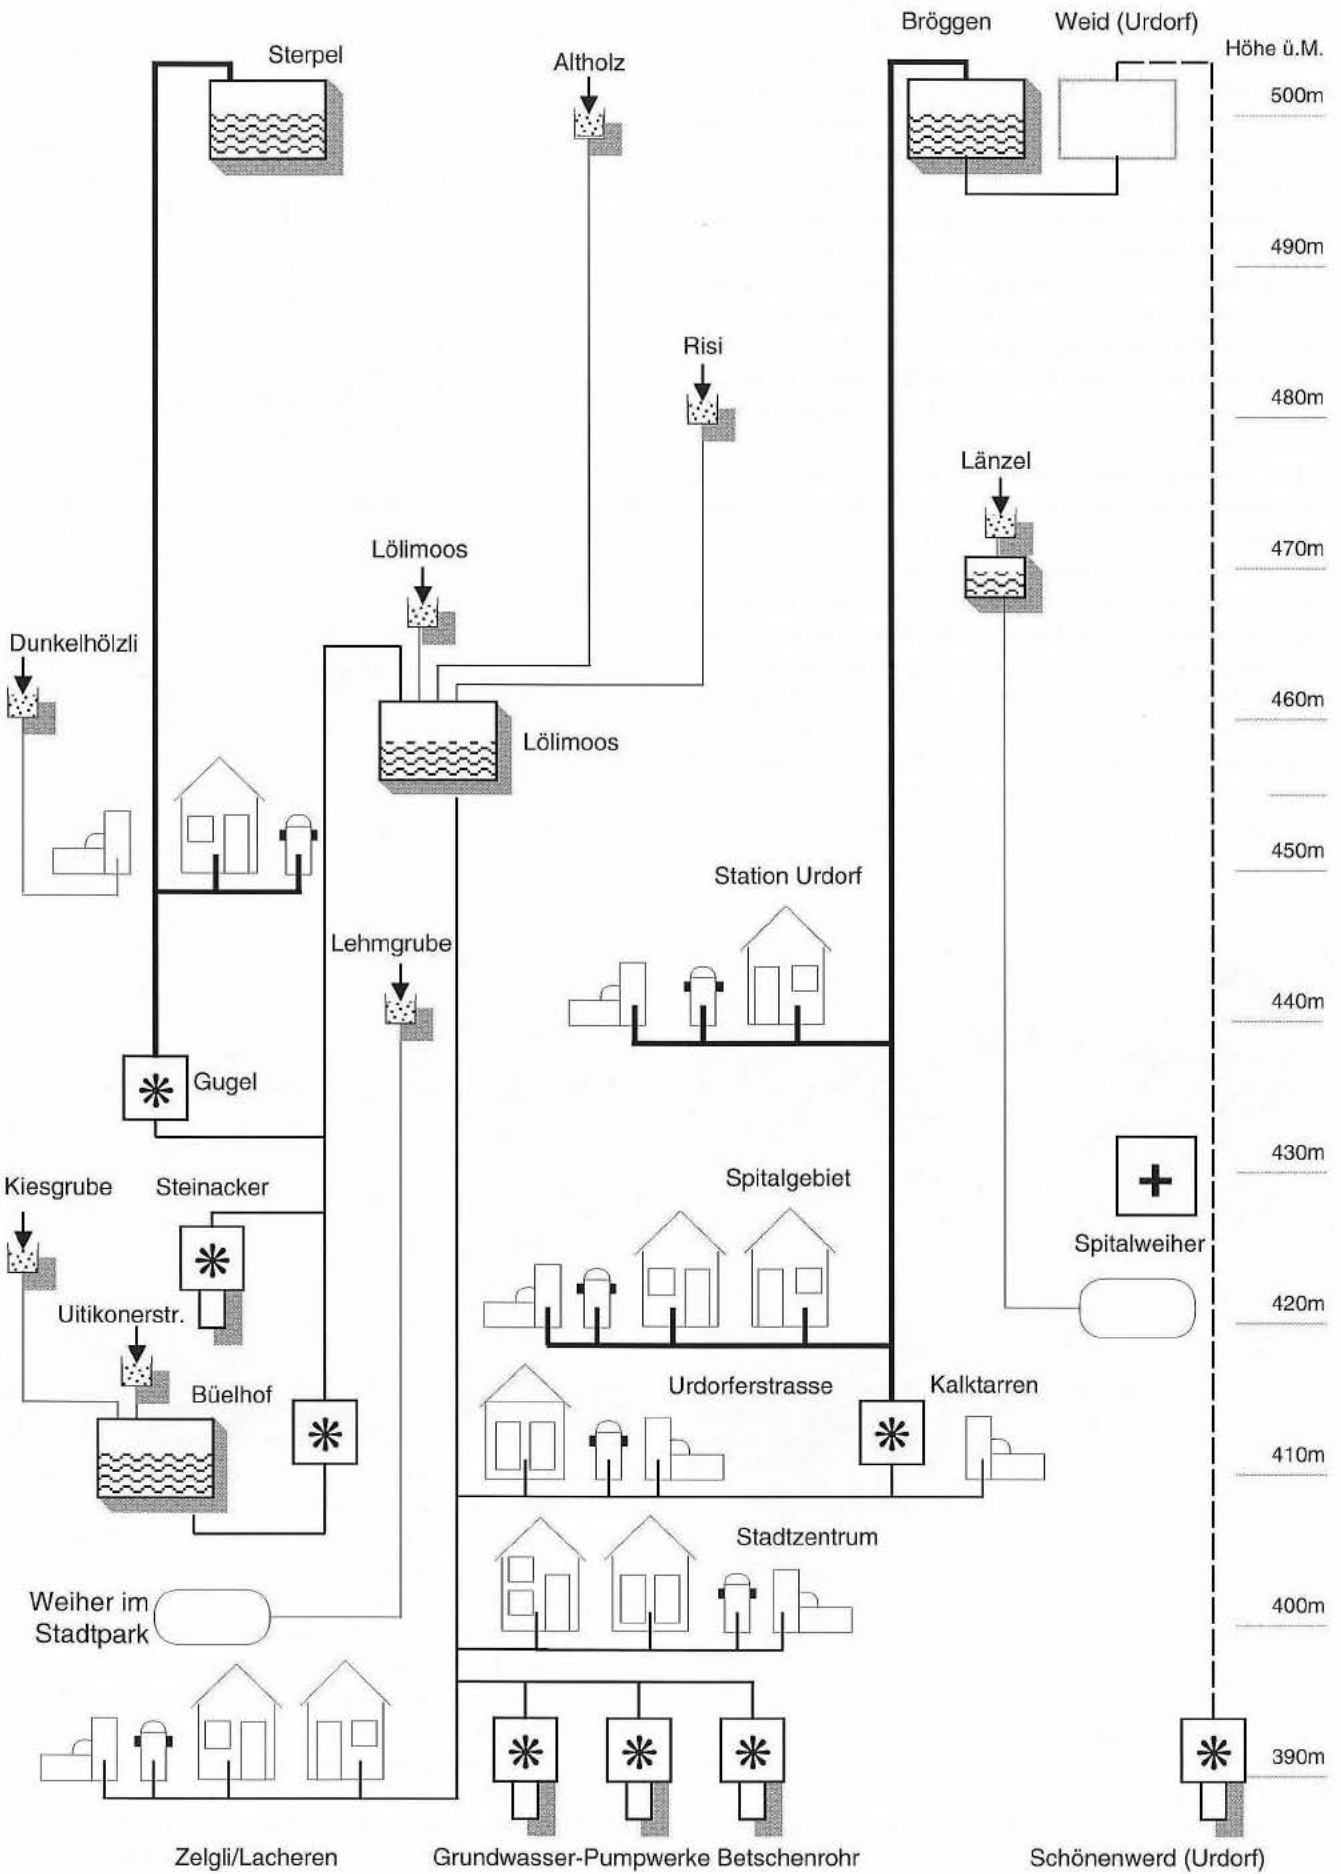 Bröggen
Weid (Urdorf)
Höhe ü.M.
Sterpel
Altholz
500m
490m
Risi
480m
Länzel
470m
Lölimoos
Dunkelhölzli
460m
Lölimoos
450m
Station Urdorf
Lehmgrube
440m
Gugel
430m
Kiesgrube
Steinacker
Spitalgebiet
Spitalweiher
Uitikonerstr.
420m
Büelhof
Urdorferstrasse
Kalktarren
410m
Stadtzentrum
400m
Weiher im
Stadtpark
390m
Zelgli/Lacheren
Grundwasser-Pumpwerke Betschenrohr
Schönenwerd (Urdorf)